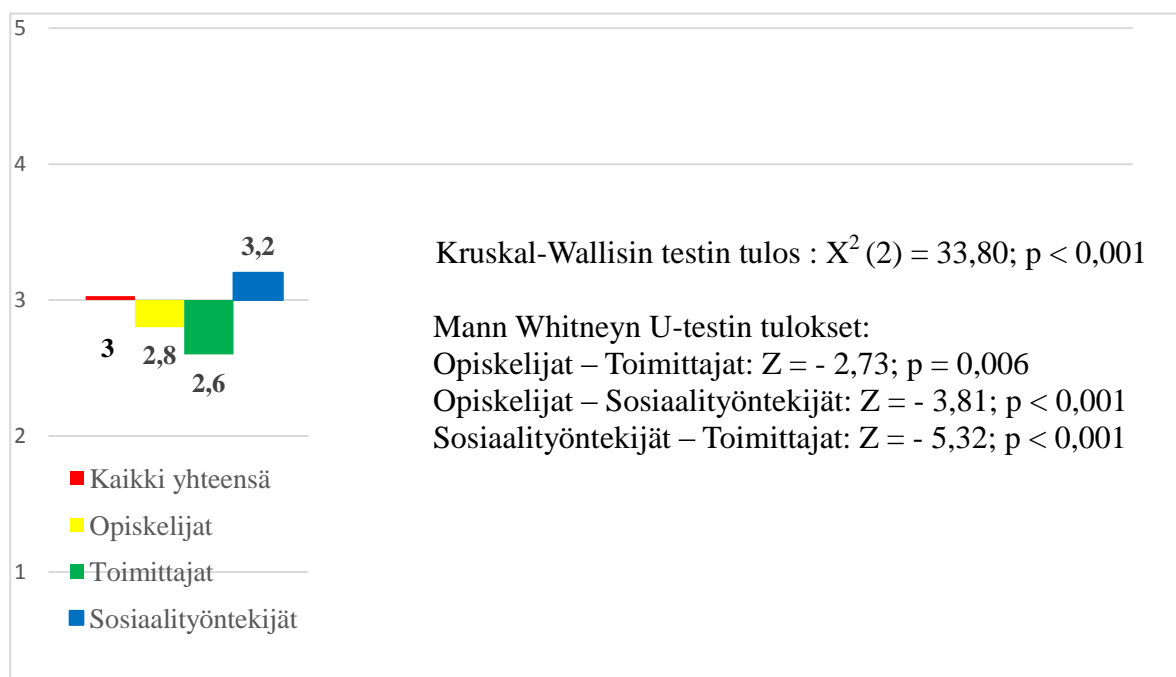 5
4
3,2
Kruskal-Wallisin testin tulos : X² (2) = 33,80; p < 0,001
3
3
2,8
2,6
Mann Whitneyn U-testin tulokset:
Opiskelijat – Toimittajat: Z = - 2,73; p = 0,006
Opiskelijat – Sosiaalityöntekijät: Z = - 3,81; p < 0,001
Sosiaalityöntekijät – Toimittajat: Z = - 5,32; p < 0,001
2
Kaikki yhteensä
Opiskelijat
1
Toimittajat
Sosiaalityöntekijät